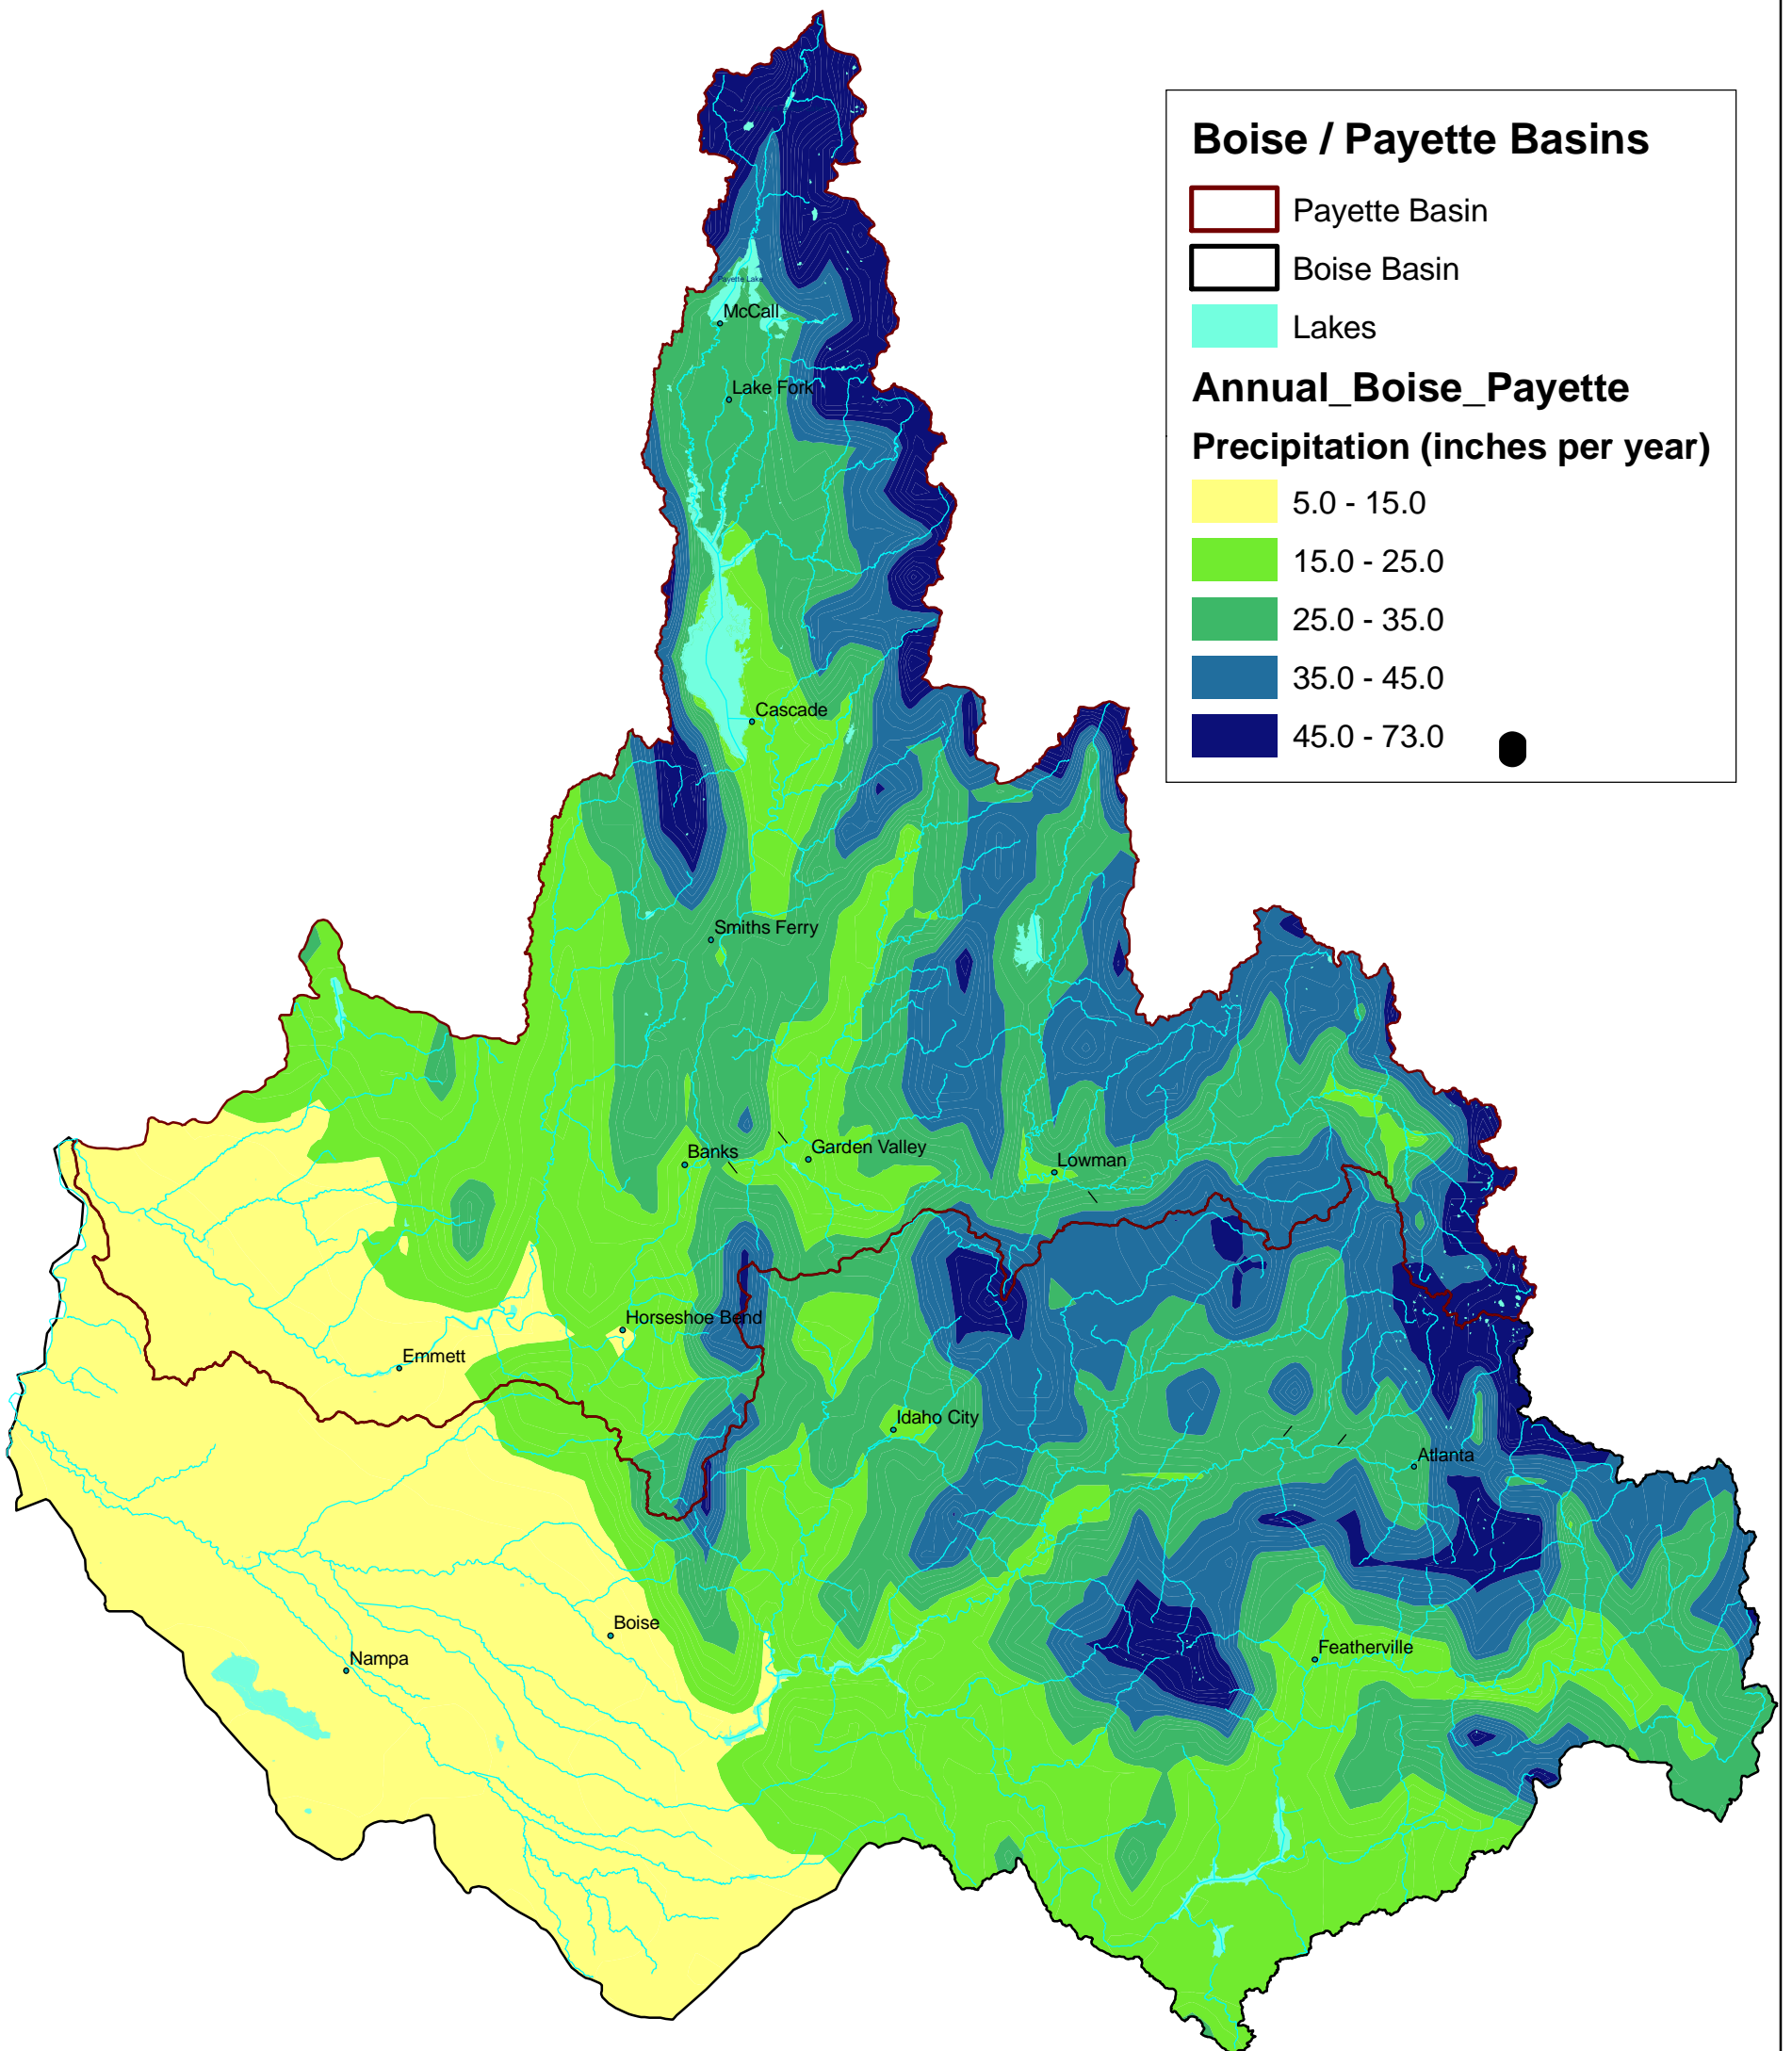 Boise / Payette Basins
Payette Basin
Boise Basin
Lakes
Annual_Boise_Payette
Precipitation (inches per year)
5.0 - 15.0
15.0 - 25.0
25.0 - 35.0
35.0 - 45.0
45.0 - 73.0
Payette Lake
McCall
Lake Fork
Cascade
Smiths Ferry
Banks
Garden Valley
Lowman
Horseshoe Bend
Emmett
Idaho City
Atlanta
Boise
Nampa
Featherville